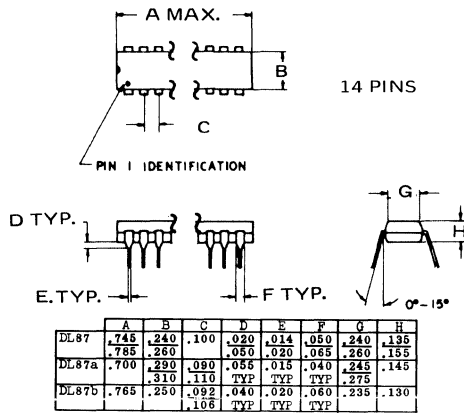 A MAX.
B
14 PINS
C
PIN 1 IDENTIFICATION
D TYP.
G
H
E.TYP.
F TYP.
0°-15°
A B C D E F G H
DL87 .745 .240 .100 .020 .014 .050 .240 .135
.785 .260 .050 .020 .065 .260 .155
DL87a .700 .290 .090 .055 .015 .040 .245 .145
.310 .110 TYP TYP TYP .275
DL87b .765 .250 .092 .040 .020 .060 .235 .130
.106 TYP TYP TYP